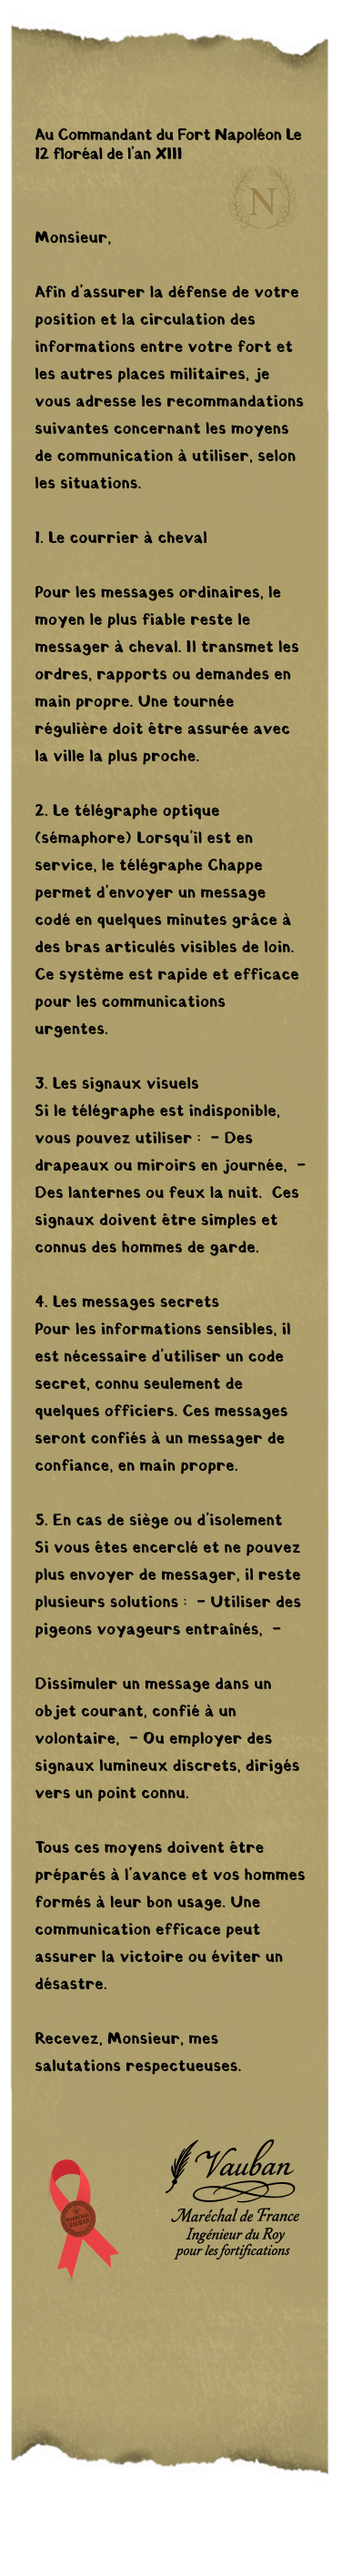 Au Commandant du Fort Napoléon Le
12 floréal de l'an XIII
N
Monsieur,
Afin d'assurer la défense de votre
position et la circulation des
informations entre votre fort et
les autres places militaires, je
vous adresse les recommandations
suivantes concernant les moyens
de communication à utiliser, selon
les situations.
1. Le courrier à cheval
Pour les messages ordinaires, le
moyen le plus fiable reste le
messager à cheval. Il transmet les
ordres, rapports ou demandes en
main propre. Une tournée
régulière doit être assurée avec
la ville la plus proche.
2. Le télégraphe optique
(sémaphore) Lorsqu'il est en
service, le télégraphe Chappe
permet d'envoyer un message
codé en quelques minutes grâce à
des bras articulés visibles de loin.
Ce système est rapide et efficace
pour les communications
urgentes.
3. Les signaux visuels
Si le télégraphe est indisponible,
vous pouvez utiliser : - Des
drapeaux ou miroirs en journée, -
Des lanternes ou feux la nuit. Ces
signaux doivent être simples et
connus des hommes de garde.
4. Les messages secrets
Pour les informations sensibles, il
est nécessaire d'utiliser un code
secret, connu seulement de
quelques officiers. Ces messages
seront confiés à un messager de
confiance, en main propre.
5. En cas de siège ou d'isolement
Si vous êtes encerclé et ne pouvez
plus envoyer de messager, il reste
plusieurs solutions : - Utiliser des
pigeons voyageurs entraînés, -
Dissimuler un message dans un
objet courant, confié à un
volontaire, - Ou employer des
signaux lumineux discrets, dirigés
vers un point connu.
Tous ces moyens doivent être
préparés à l'avance et vos hommes
formés à leur bon usage. Une
communication efficace peut
assurer la victoire ou éviter un
désastre.
Recevez, Monsieur, mes
salutations respectueuses.
Vauban
Maréchal de France
Ingénieur du Roy
pour les fortifications
MARÉCHAL
VAUBAN